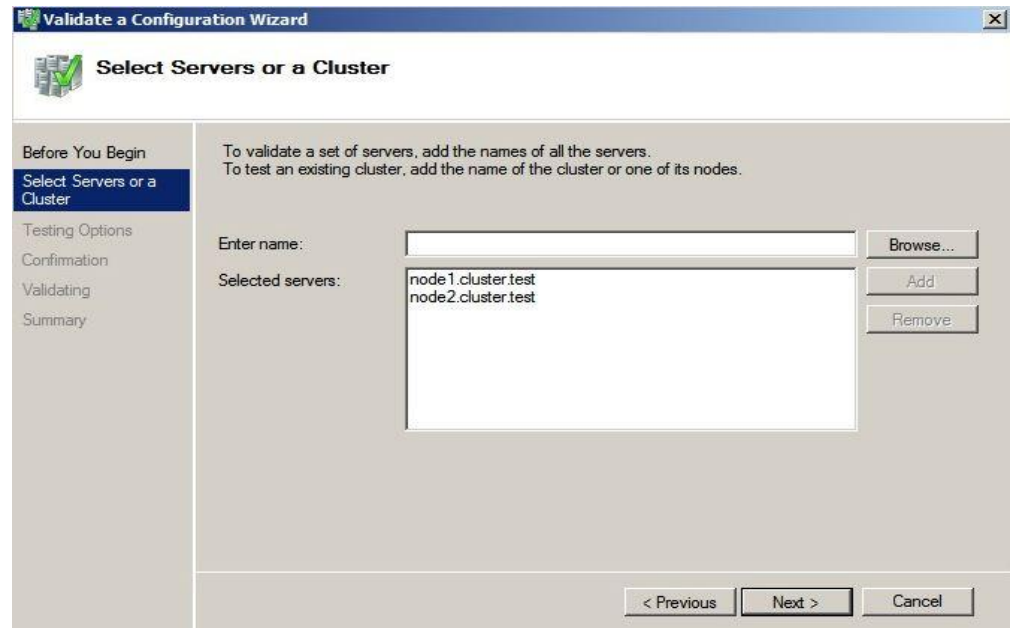 Validate a Configuration Wizard
Select Servers or a Cluster
Before You Begin
Select Servers or a
Cluster
Testing Options
Confirmation
Validating
Summary
To validate a set of servers, add the names of all the servers.
To test an existing cluster, add the name of the cluster or one of its nodes.
Enter name:
Browse...
Selected servers:
node1.cluster.test
node2.cluster.test
Add
Remove
< Previous
Next >
Cancel